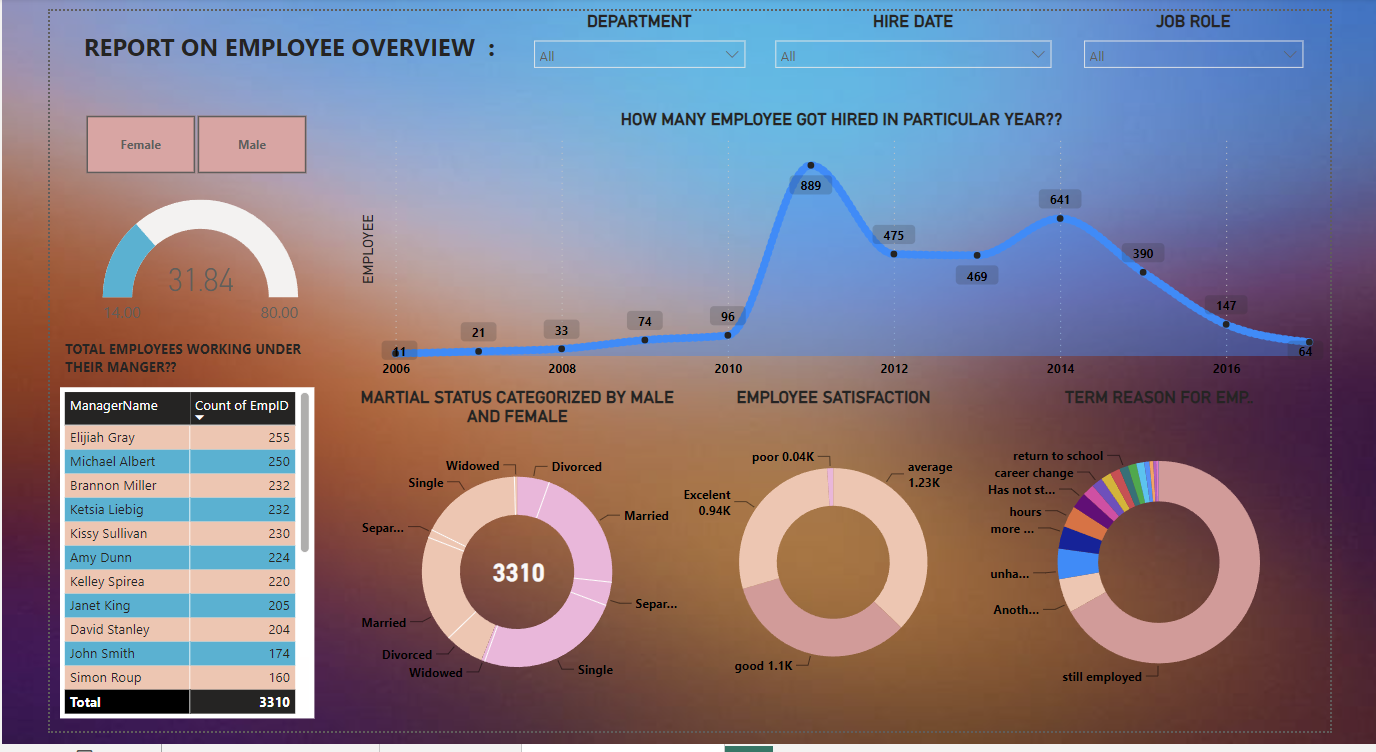 DEPARTMENT
HIRE DATE
JOB ROLE
REPORT ON EMPLOYEE OVERVIEW :
All
All
All
HOW MANY EMPLOYEE GOT HIRED IN PARTICULAR YEAR??
Female
Male
31.84
14.00
80.00
EMPLOYEE
11
21
33
74
96
889
475
469
641
390
147
64
2006
2008
2010
2012
2014
2016
TOTAL EMPLOYEES WORKING UNDER
THEIR MANGER??
ManagerName Count of EmpID
Elijiah Gray 255
Michael Albert 250
Brannon Miller 232
Ketsia Liebig 232
Kissy Sullivan 230
Amy Dunn 224
Kelley Spirea 220
Janet King 205
David Stanley 204
John Smith 174
Simon Roup 160
Total 3310
MARTIAL STATUS CATEGORIZED BY MALE
AND FEMALE
Widowed
Divorced
Single
Married
Separ...
3310
Separ...
Married
Divorced
Widowed
Single
EMPLOYEE SATISFACTION
poor 0.04K
average
1.23K
Excelent
0.94K
good 1.1K
TERM REASON FOR EMP..
return to school
career change
Has not st...
hours
more ...
unha...
Anoth...
still employed